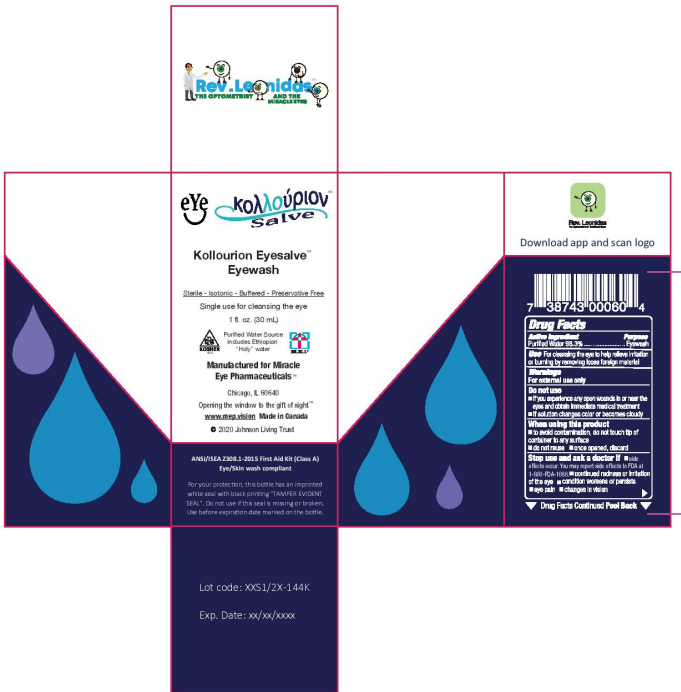 Rev. Leonidas
THE OPTOMETRIST AND THE
MIRACLE EYES
eYe κολλούριον™
Salve
Kollourion Eyesalve™
Eyewash
Sterile - Isotonic - Buffered - Preservative Free
Single use for cleansing the eye
1 fl. oz. (30 mL)
KOSHER
Purified Water Source
includes Ethiopian
"Holy" water
Manufactured for Miracle
Eye Pharmaceuticals™
Chicago, IL 60640
Opening the window to the gift of sight™
www.mep.vision Made in Canada
© 2020 Johnson Living Trust
ANSI/ISEA Z308.1-2015 First Aid Kit (Class A)
Eye/Skin wash compliant
For your protection, this bottle has an imprinted
white seal with black printing "TAMPER EVIDENT
SEAL". Do not use if this seal is missing or broken.
Use before expiration date marked on the bottle.
Lot code: XXS1/2X-144K
Exp. Date: xx/xx/xxxx
Rev. Leonidas
Download app and scan logo
7 38743 00060 4
Drug Facts
Active Ingredient Purpose
Purified Water 98.3% ...................... Eyewash
Use For cleansing the eye to help relieve irritation
or burning by removing loose foreign material
Warnings
For external use only
Do not use
■ if you experience any open wounds in or near the
eyes and obtain immediate medical treatment
■ if solution changes color or becomes cloudy
When using this product
■ to avoid contamination, do not touch tip of
container to any surface
■ do not reuse ■ once opened, discard
Stop use and ask a doctor if ■ side
effects occur. You may report side effects to FDA at
1-800-FDA-1088 ■ continued redness or irritation
of the eye ■ condition worsens or persists
■ eye pain ■ changes in vision
Drug Facts Continued Peel Back